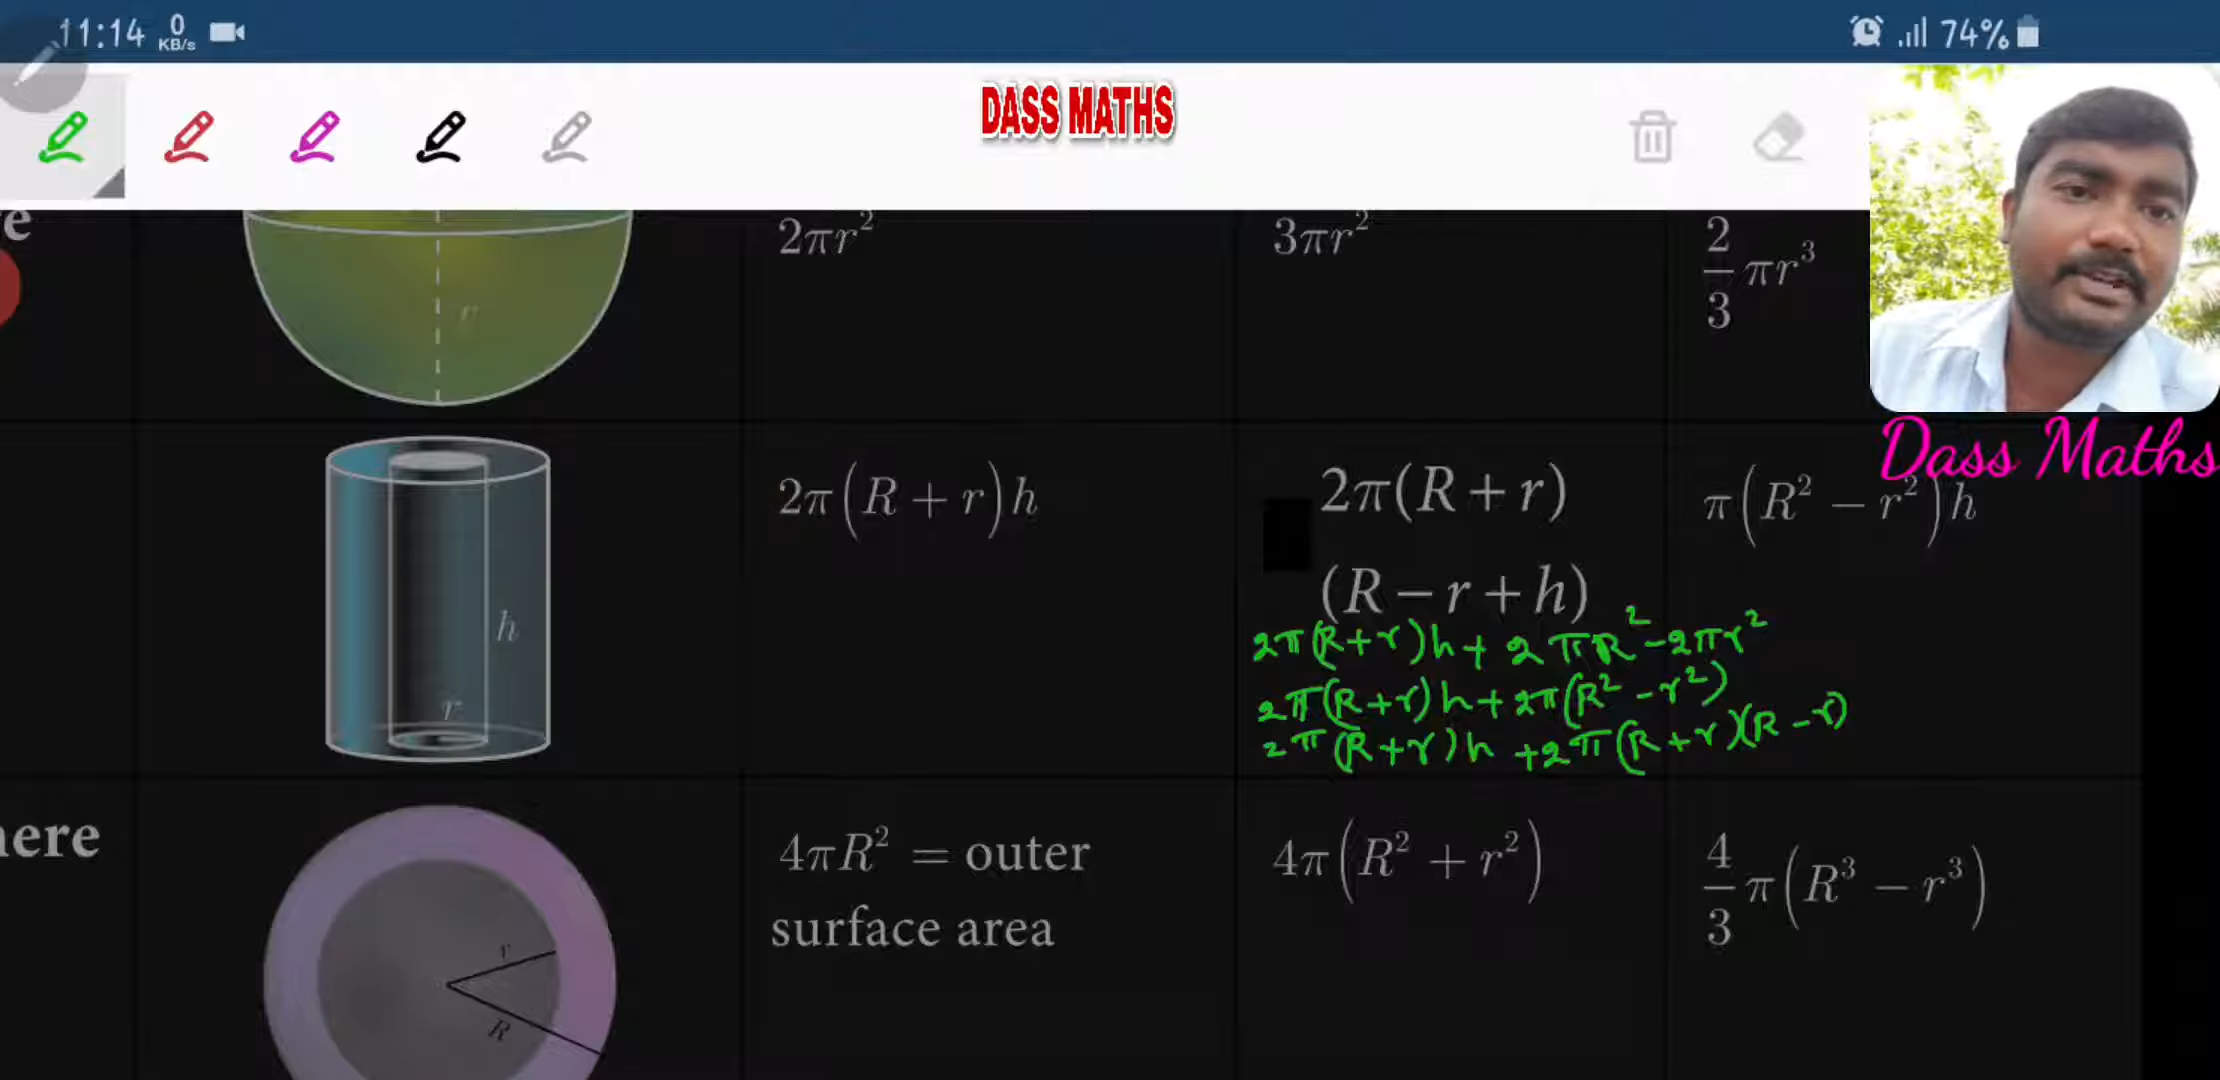 11:14 0 KB/s 74%
DASS MATHS
e
r
2πr²
3πr²
2/3 πr³
Dass Maths
h
r
2π(R + r)h
2π(R + r)
(R − r + h)
π(R² − r²)h
2π(R+r)h+2πR²-2πr²
2π(R+r)h+2π(R²-r²)
2π(R+r)h+2π(R+r)(R-r)
here
r
R
4πR² = outer
surface area
4π(R² + r²)
4/3 π(R³ − r³)